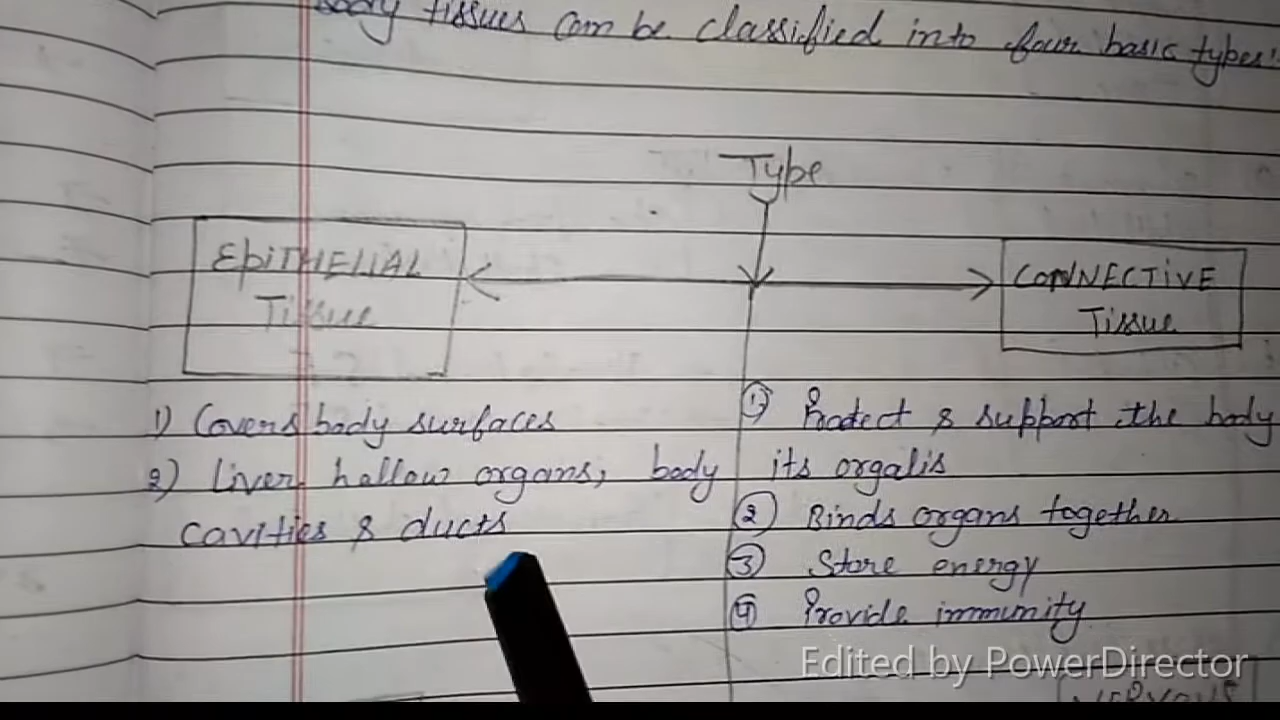 Body tissues can be classified into four basic types:
Type
EpiTHELIAL
Tissue
CONNECTiVE
Tissue
1) Covers body surfaces
2) Liver hallow organs, body
cavities & ducts
① Protect & support the body
its orgalis
② Binds organs together
③ Store energy
④ Provide immunity
Edited by PowerDirector